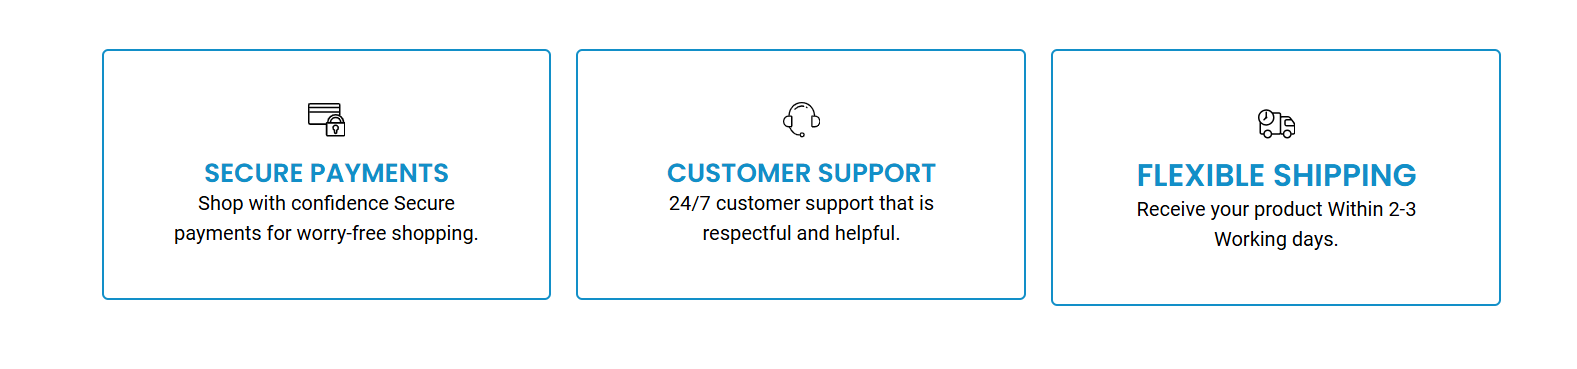 SECURE PAYMENTS
Shop with confidence Secure
payments for worry-free shopping.
CUSTOMER SUPPORT
24/7 customer support that is
respectful and helpful.
FLEXIBLE SHIPPING
Receive your product Within 2-3
Working days.